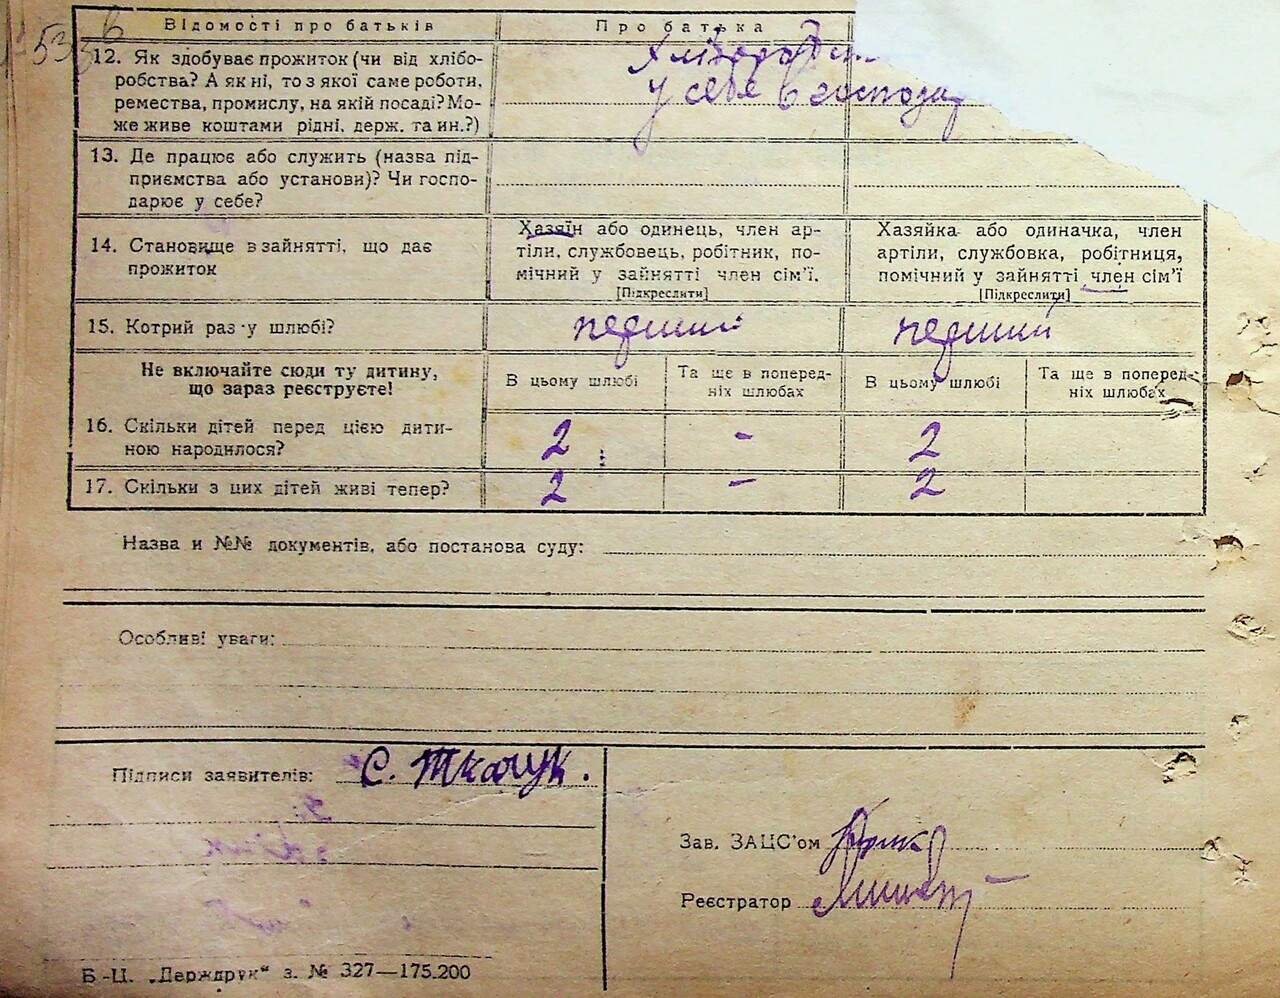 533 в
Відомості про батьків Про батька
12. Як здобуває прожиток (чи від хлібо-
робства? А як ні, то з якої саме роботи,
ремества, промислу, на якій посаді? Мо-
же живе коштами рідні, держ. та ин.?)
у себе в господар
13. Де працює або служить (назва під-
приємства або установи)? Чи госпо-
дарює у себе?
14. Становище в зайнятті, що дає
прожиток
Хазяїн або одинець, член ар-
тіли, службовець, робітник, по-
мічний у зайнятті член сім'ї.
[Підкреслити]
Хазяйка або одиначка, член
артіли, службовка, робітниця,
помічний у зайнятті член сім'ї
[Підкреслити]
15. Котрий раз у шлюбі? перший перший
Не включайте сюди ту дитину,
що зараз реєструєте!
В цьому шлюбі
Та ще в поперед-
ніх шлюбах
В цьому шлюбі
Та ще в поперед-
ніх шлюбах
16. Скільки дітей перед цією дити-
ною народилося? 2 - 2
17. Скільки з цих дітей живі тепер? 2 - 2
Назва и №№ документів, або постанова суду:
Особливі уваги:
Підписи заявителів: С. Ткачук.
Зав. ЗАЦС'ом
Реєстратор
Б-Ц. „Держдрук“ з. № 327—175.200